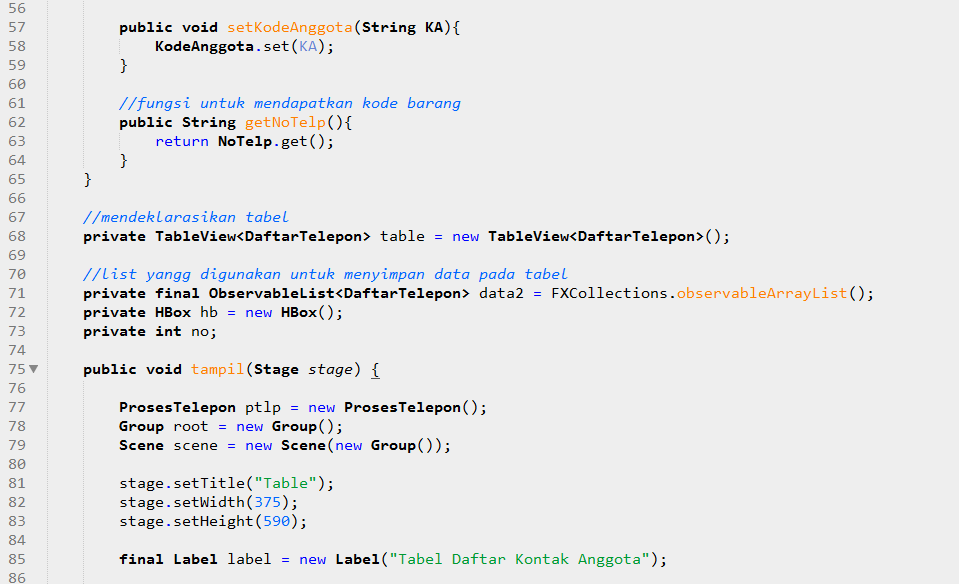 56
57 public void setKodeAnggota(String KA){
58 KodeAnggota.set(KA);
59 }
60
61 //fungsi untuk mendapatkan kode barang
62 public String getNoTelp(){
63 return NoTelp.get();
64 }
65 }
66
67 //mendeklarasikan tabel
68 private TableView<DaftarTelepon> table = new TableView<DaftarTelepon>();
69
70 //list yangg digunakan untuk menyimpan data pada tabel
71 private final ObservableList<DaftarTelepon> data2 = FXCollections.observableArrayList();
72 private HBox hb = new HBox();
73 private int no;
74
75 public void tampil(Stage stage) {
76
77 ProsesTelepon ptlp = new ProsesTelepon();
78 Group root = new Group();
79 Scene scene = new Scene(new Group());
80
81 stage.setTitle("Table");
82 stage.setWidth(375);
83 stage.setHeight(590);
84
85 final Label label = new Label("Tabel Daftar Kontak Anggota");
86